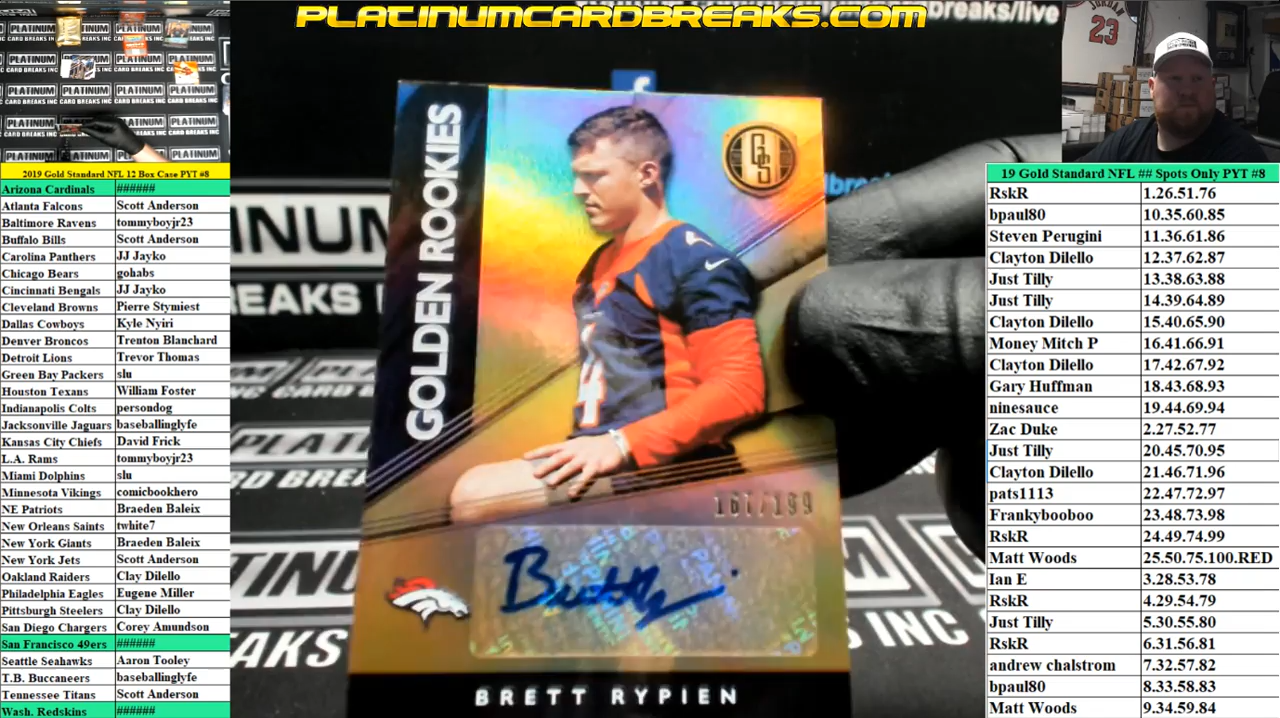 PLATINUMCARDBREAKS.COM
breaks/live
JORDAN
23
2019 Gold Standard NFL 12 Box Case PYT #8
Arizona Cardinals ######
Atlanta Falcons Scott Anderson
Baltimore Ravens tommyboyjr23
Buffalo Bills Scott Anderson
Carolina Panthers JJ Jayko
Chicago Bears gohabs
Cincinnati Bengals JJ Jayko
Cleveland Browns Pierre Stymiest
Dallas Cowboys Kyle Nyiri
Denver Broncos Trenton Blanchard
Detroit Lions Trevor Thomas
Green Bay Packers slu
Houston Texans William Foster
Indianapolis Colts persondog
Jacksonville Jaguars baseballinglyfe
Kansas City Chiefs David Frick
L.A. Rams tommyboyjr23
Miami Dolphins slu
Minnesota Vikings comicbookhero
NE Patriots Braeden Baleix
New Orleans Saints twhite7
New York Giants Braeden Baleix
New York Jets Scott Anderson
Oakland Raiders Clay Dilello
Philadelphia Eagles Eugene Miller
Pittsburgh Steelers Clay Dilello
San Diego Chargers Corey Amundson
San Francisco 49ers ######
Seattle Seahawks Aaron Tooley
T.B. Buccaneers baseballinglyfe
Tennessee Titans Scott Anderson
Wash. Redskins ######
GOLDEN ROOKIES
GS
4
167/199
BRETT RYPIEN
19 Gold Standard NFL ## Spots Only PYT #8
RskR 1.26.51.76
bpaul80 10.35.60.85
Steven Perugini 11.36.61.86
Clayton Dilello 12.37.62.87
Just Tilly 13.38.63.88
Just Tilly 14.39.64.89
Clayton Dilello 15.40.65.90
Money Mitch P 16.41.66.91
Clayton Dilello 17.42.67.92
Gary Huffman 18.43.68.93
ninesauce 19.44.69.94
Zac Duke 2.27.52.77
Just Tilly 20.45.70.95
Clayton Dilello 21.46.71.96
pats1113 22.47.72.97
Frankybooboo 23.48.73.98
RskR 24.49.74.99
Matt Woods 25.50.75.100.RED
Ian E 3.28.53.78
RskR 4.29.54.79
Just Tilly 5.30.55.80
RskR 6.31.56.81
andrew chalstrom 7.32.57.82
bpaul80 8.33.58.83
Matt Woods 9.34.59.84